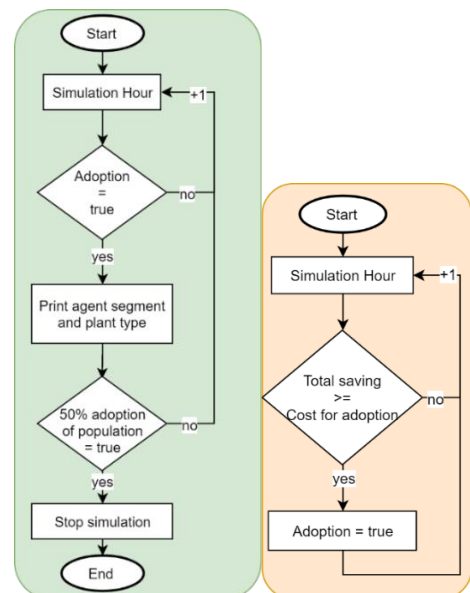 Start
Simulation Hour
+1
Adoption
=
true
no
yes
Print agent segment
and plant type
50% adoption
of population
= true
no
yes
Stop simulation
End
Start
Simulation Hour
+1
Total saving
>=
Cost for adoption
no
yes
Adoption = true